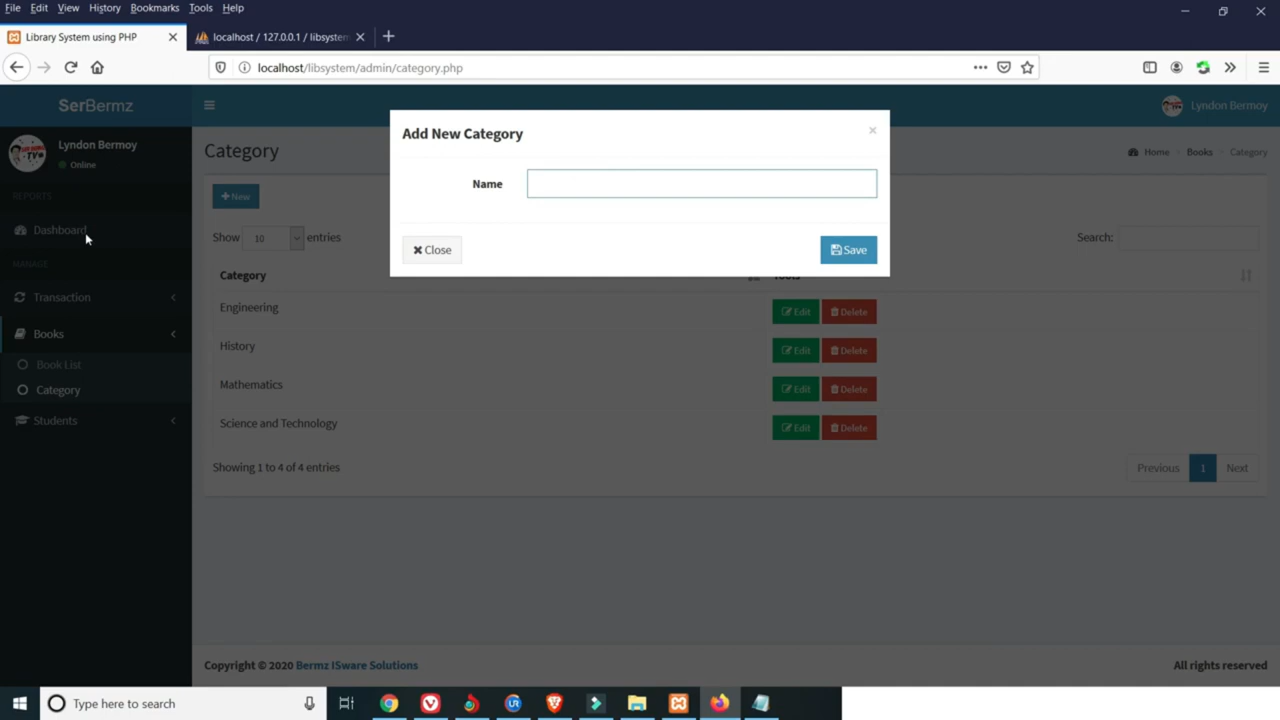 File Edit View History Bookmarks Tools Help
Library System using PHP
localhost / 127.0.0.1 / libsystem
localhost/libsystem/admin/category.php
SerBermz
Lyndon Bermoy
Lyndon Bermoy
Online
REPORTS
Dashboard
MANAGE
Transaction
Books
Book List
Category
Students
Category
Home > Books > Category
+ New
Show 10 entries
Search:
Category
Engineering Edit Delete
History Edit Delete
Mathematics Edit Delete
Science and Technology Edit Delete
Showing 1 to 4 of 4 entries
Previous 1 Next
Add New Category ×
Name
Close Save
Copyright © 2020 Bermz ISware Solutions
All rights reserved
Type here to search